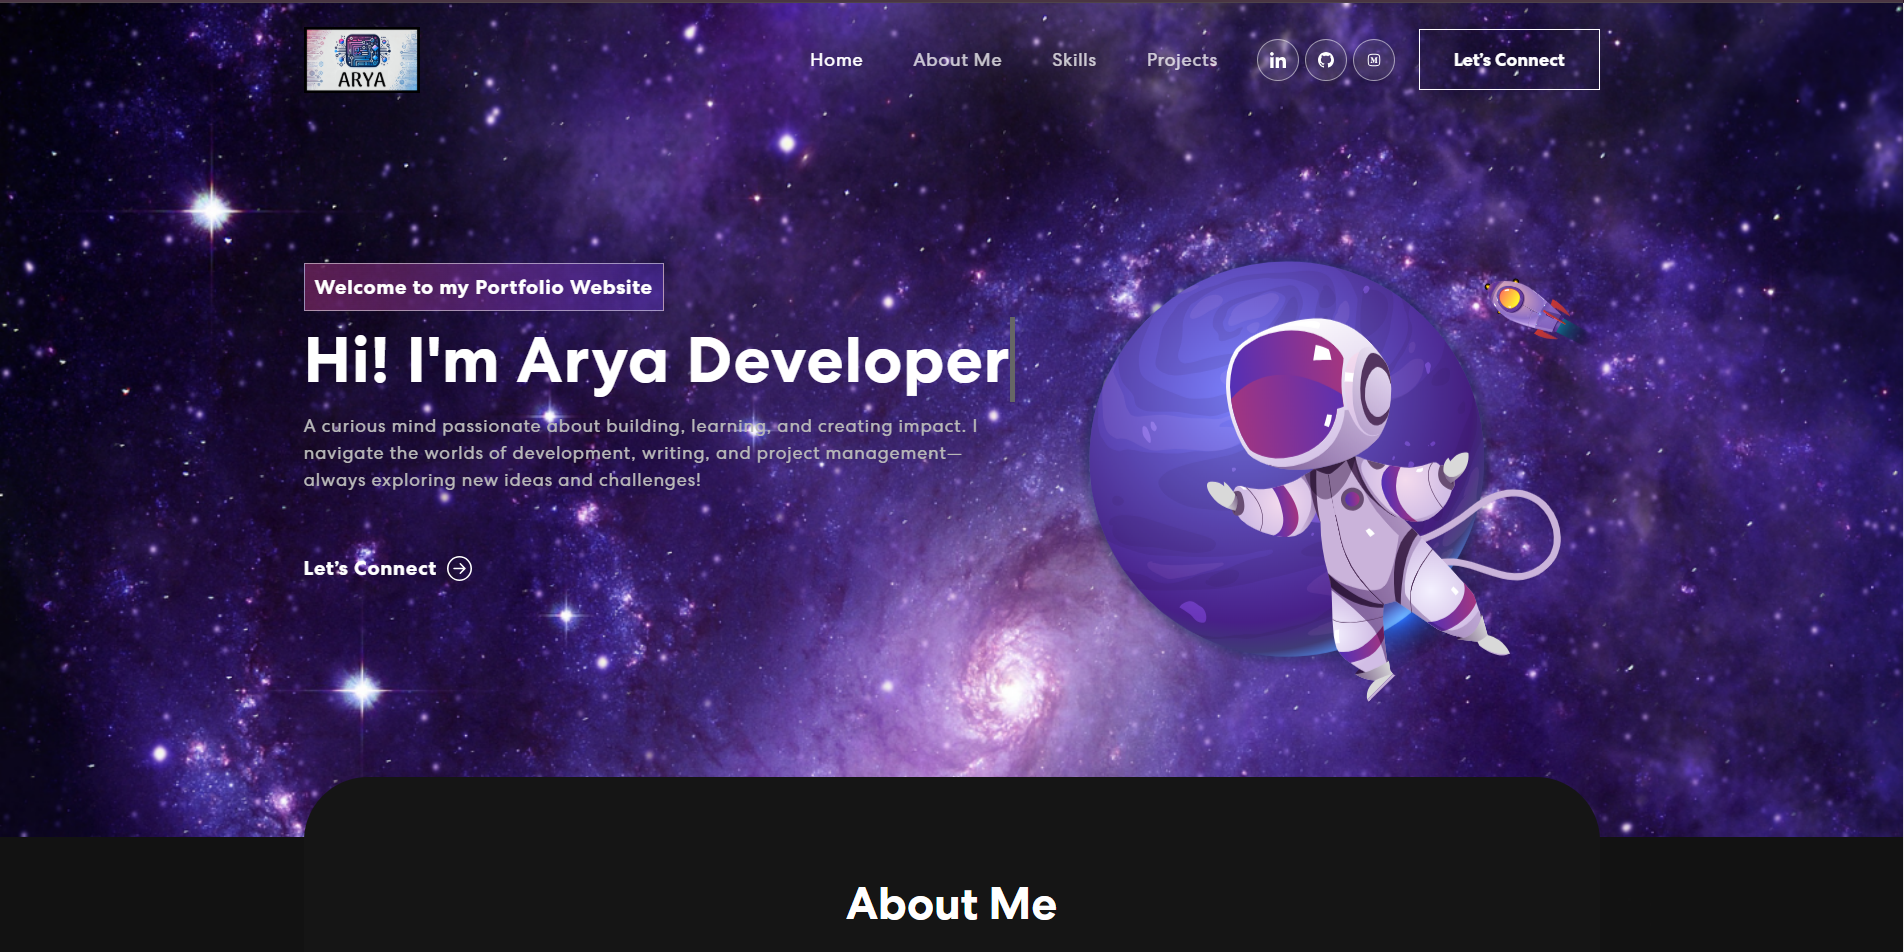 ARYA
Home
About Me
Skills
Projects
in
M
Let's Connect
Welcome to my Portfolio Website
Hi! I'm Arya Developer
A curious mind passionate about building, learning, and creating impact. I
navigate the worlds of development, writing, and project management—
always exploring new ideas and challenges!
Let's Connect
About Me